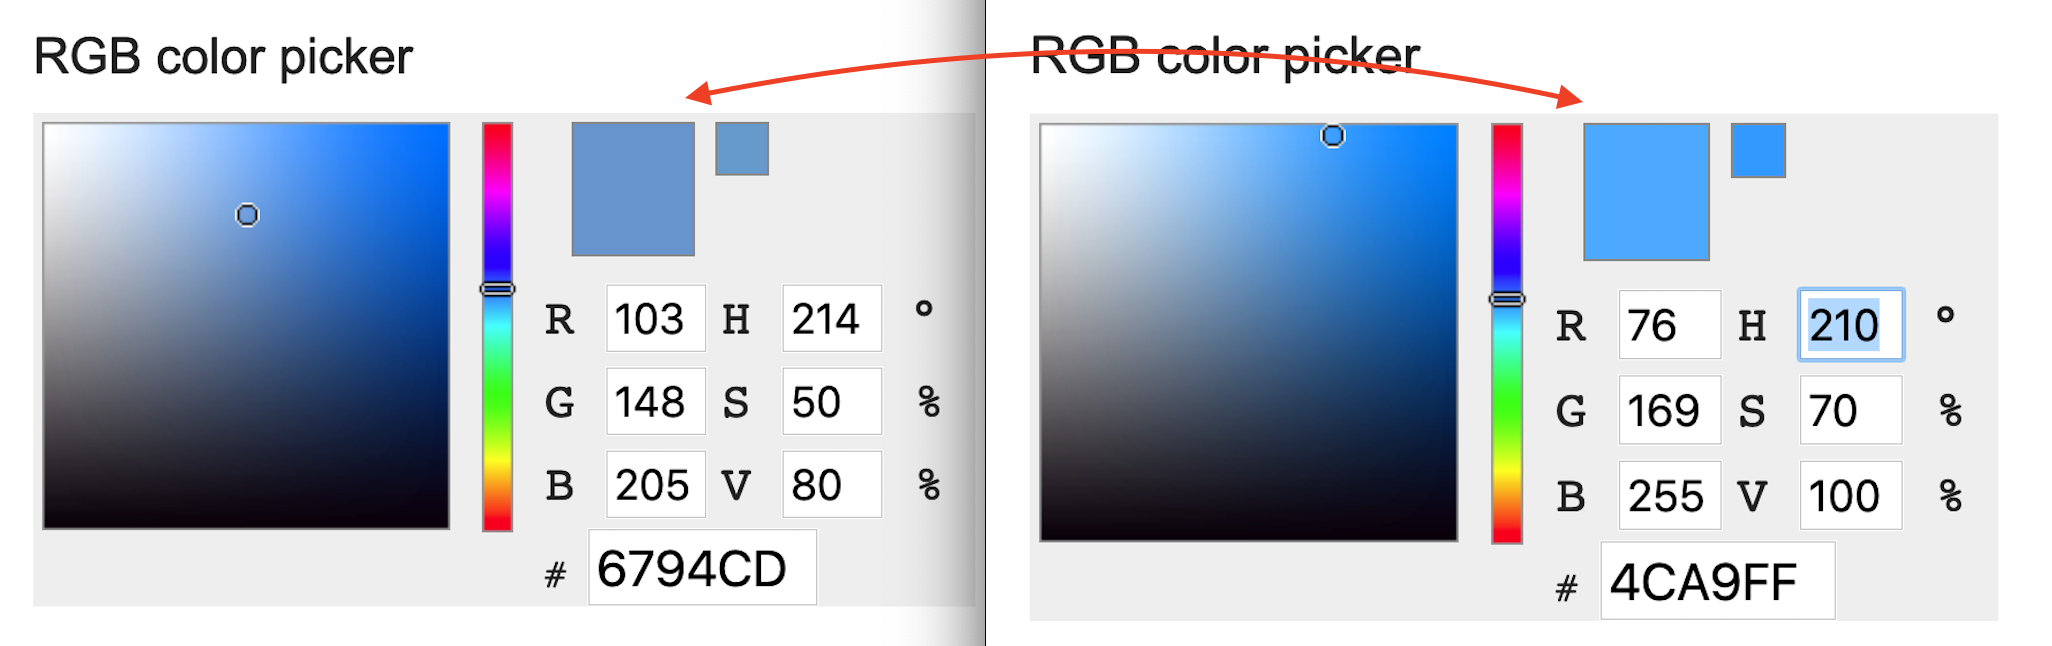 RGB color picker
R 103 H 214 °
G 148 S 50 %
B 205 V 80 %
# 6794CD
RGB color picker
R 76 H 210 °
G 169 S 70 %
B 255 V 100 %
# 4CA9FF